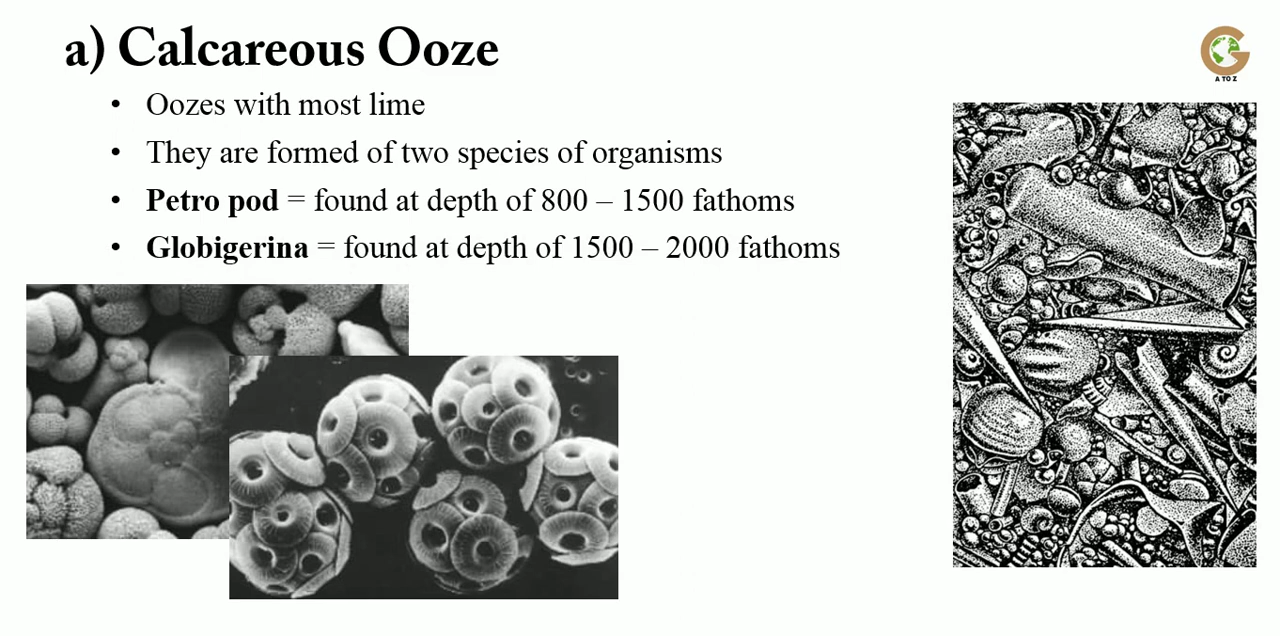 a) Calcareous Ooze
• Oozes with most lime
• They are formed of two species of organisms
• Petro pod = found at depth of 800 – 1500 fathoms
• Globigerina = found at depth of 1500 – 2000 fathoms
A TO Z